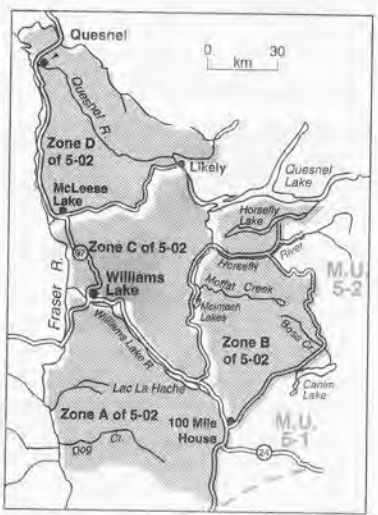 Quesnel
0 30
km
Quesnel R.
Zone D
of 5-02
Likely
Quesnel
Lake
McLeese
Lake
Horsefly
Lake
Zone C of 5-02
97
Horsefly
River
M.U.
5-2
Williams
Lake
Moffat Creek
McIntosh
Lakes
Fraser R.
Williams Lake R.
Zone B
of 5-02
Boss Cr.
Lac La Hache
Canim
Lake
Zone A of 5-02
100 Mile
House
M.U.
5-1
Dog Cr.
24